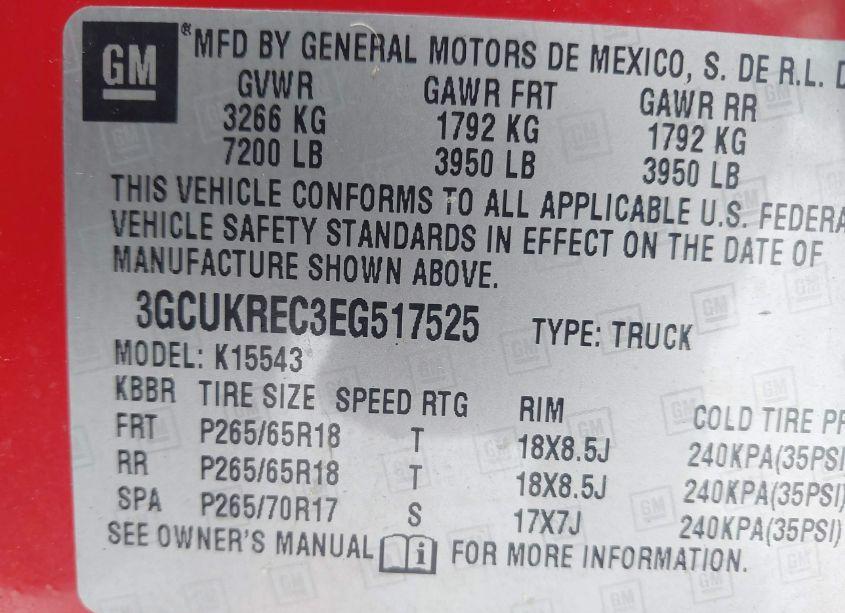 GM ® MFD BY GENERAL MOTORS DE MEXICO, S. DE R.L. D
GVWR GAWR FRT GAWR RR
3266 KG 1792 KG 1792 KG
7200 LB 3950 LB 3950 LB
THIS VEHICLE CONFORMS TO ALL APPLICABLE U.S. FEDERA
VEHICLE SAFETY STANDARDS IN EFFECT ON THE DATE OF
MANUFACTURE SHOWN ABOVE.
3GCUKREC3EG517525 TYPE: TRUCK
MODEL: K15543
KBBR TIRE SIZE SPEED RTG RIM COLD TIRE PR
FRT P265/65R18 T 18X8.5J 240KPA(35PSI)
RR P265/65R18 T 18X8.5J 240KPA(35PSI)
SPA P265/70R17 S 17X7J 240KPA(35PSI)
SEE OWNER'S MANUAL i FOR MORE INFORMATION.